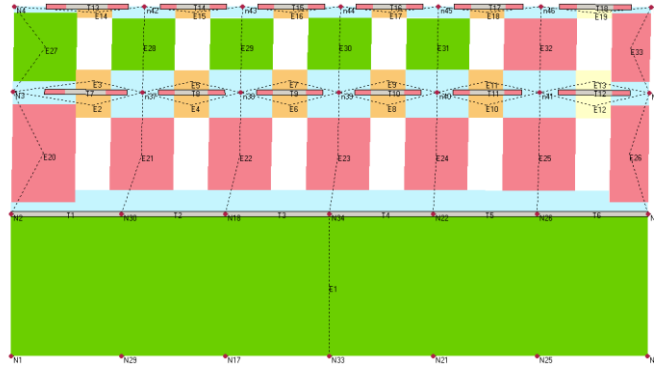 N4 T13 n42 T14 n43 T15 n44 T16 n45 T17 n46 T18
E14 E15 E16 E17 E18 E19
E27 E28 E29 E30 E31 E32 E33
E3 E5 E7 E9 E11 E13
N3 T7 n37 T8 n38 T9 n39 T10 n40 T11 n41 T12
E2 E4 E6 E8 E10 E12
E20 E21 E22 E23 E24 E25 E26
T1 T2 T3 T4 T5 T6
N2 N30 N18 N34 N22 N26
E1
N1 N29 N17 N33 N21 N25